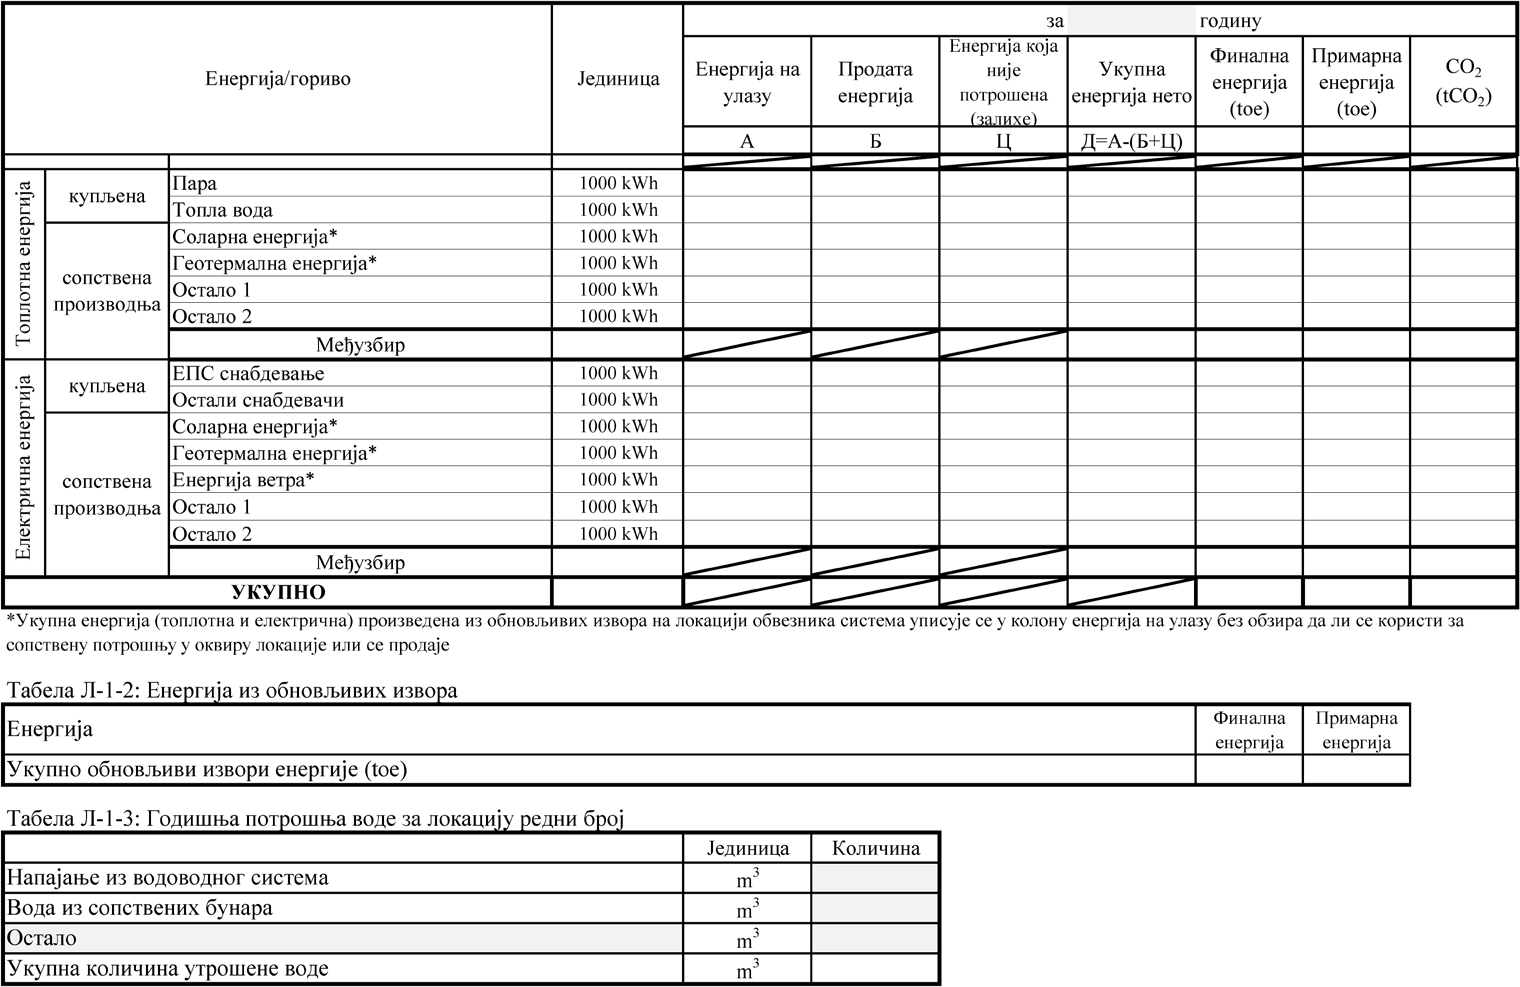 за годину
Енергија/гориво
Јединица
Енергија на улазу
Продата енергија
Енергија која није потрошена (залихе)
Укупна енергија нето
Финална енергија (toe)
Примарна енергија (toe)
CO₂ (tCO₂)
А Б Ц Д=А-(Б+Ц)
Топлотна енергија
купљена
Пара 1000 kWh
Топла вода 1000 kWh
сопствена производња
Соларна енергија* 1000 kWh
Геотермална енергија* 1000 kWh
Остало 1 1000 kWh
Остало 2 1000 kWh
Међузбир
Електрична енергија
купљена
ЕПС снабдевање 1000 kWh
Остали снабдевачи 1000 kWh
сопствена производња
Соларна енергија* 1000 kWh
Геотермална енергија* 1000 kWh
Енергија ветра* 1000 kWh
Остало 1 1000 kWh
Остало 2 1000 kWh
Међузбир
УКУПНО
*Укупна енергија (топлотна и електрична) произведена из обновљивих извора на локацији обвезника система уписује се у колону енергија на улазу без обзира да ли се користи за
сопствену потрошњу у оквиру локације или се продаје
Табела Л-1-2: Енергија из обновљивих извора
Енергија
Финална енергија
Примарна енергија
Укупно обновљиви извори енергије (toe)
Табела Л-1-3: Годишња потрошња воде за локацију редни број
Јединица Количина
Напајање из водоводног система m³
Вода из сопствених бунара m³
Остало m³
Укупна количина утрошене воде m³